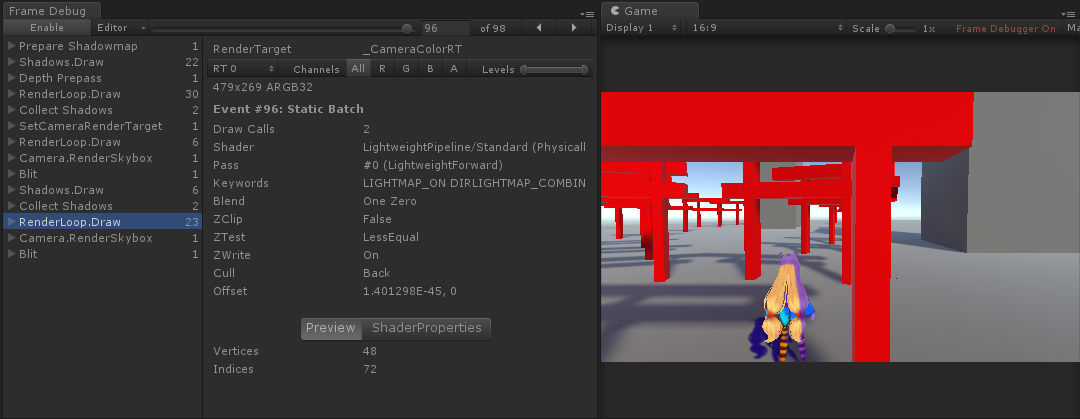 Frame Debug
Enable Editor 96 of 98
Prepare Shadowmap 1
Shadows.Draw 22
Depth Prepass 1
RenderLoop.Draw 30
Collect Shadows 2
SetCameraRenderTarget 1
RenderLoop.Draw 6
Camera.RenderSkybox 1
Blit 1
Shadows.Draw 6
Collect Shadows 2
RenderLoop.Draw 23
Camera.RenderSkybox 1
Blit 1
RenderTarget _CameraColorRT
RT 0 Channels All R G B A Levels
479x269 ARGB32
Event #96: Static Batch
Draw Calls 2
Shader LightweightPipeline/Standard (Physicall
Pass #0 (LightweightForward)
Keywords LIGHTMAP_ON DIRLIGHTMAP_COMBIN
Blend One Zero
ZClip False
ZTest LessEqual
ZWrite On
Cull Back
Offset 1.401298E-45, 0
Preview ShaderProperties
Vertices 48
Indices 72
Game
Display 1 16:9 Scale 1x Frame Debugger On Ma